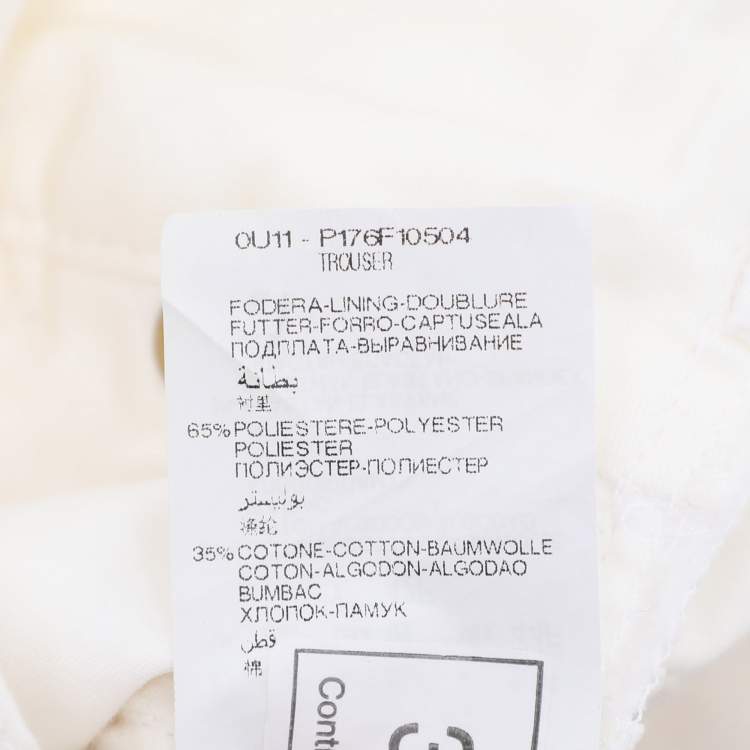 0U11 - P176F10504
TROUSER
FODERA-LINING-DOUBLURE
FUTTER-FORRO-CAPTUSEALA
ПОДПЛАТА-ВЫРАВНИВАНИЕ
بطانة
衬里
65% POLIESTERE-POLYESTER
POLIESTER
ПОЛИЭСТЕР-ПОЛИЕСТЕР
بوليستر
涤纶
35% COTONE-COTTON-BAUMWOLLE
COTON-ALGODON-ALGODAO
BUMBAC
ХЛОПОК-ПАМУК
قطن
棉